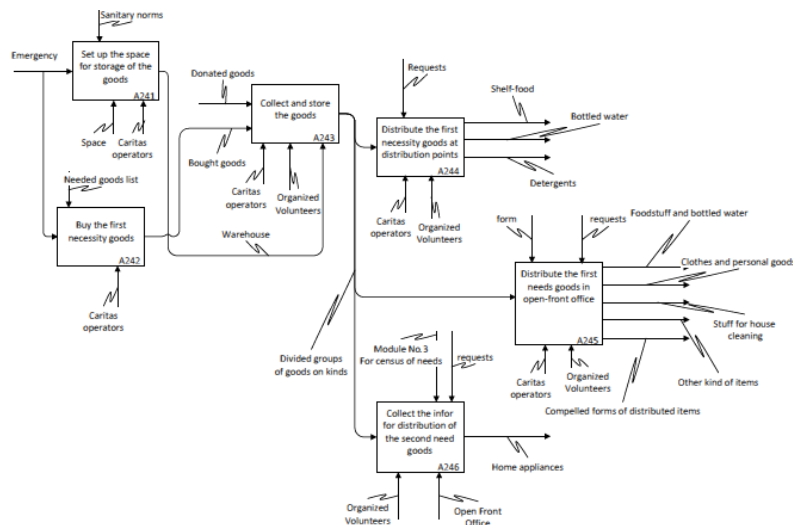 Sanitary norms
Emergency
Set up the space
for storage of the
goods
A241
Space
Caritas
operators
Needed goods list
Buy the first
necessity goods
A242
Caritas
operators
Donated goods
Bought goods
Collect and store
the goods
A243
Caritas
operators
Organized
Volunteers
Warehouse
Requests
Distribute the first
necessity goods at
distribution points
A244
Caritas
operators
Organized
Volunteers
Shelf-food
Bottled water
Detergents
form
requests
Distribute the first
needs goods in
open-front office
A245
Caritas
operators
Organized
Volunteers
Foodstuff and bottled water
Clothes and personal goods
Stuff for house
cleaning
Other kind of items
Compelled forms of distributed items
Divided groups
of goods on kinds
Module No.3
For census of needs
requests
Collect the infor
for distribution of
the second need
goods
A246
Organized
Volunteers
Open Front
Office
Home appliances